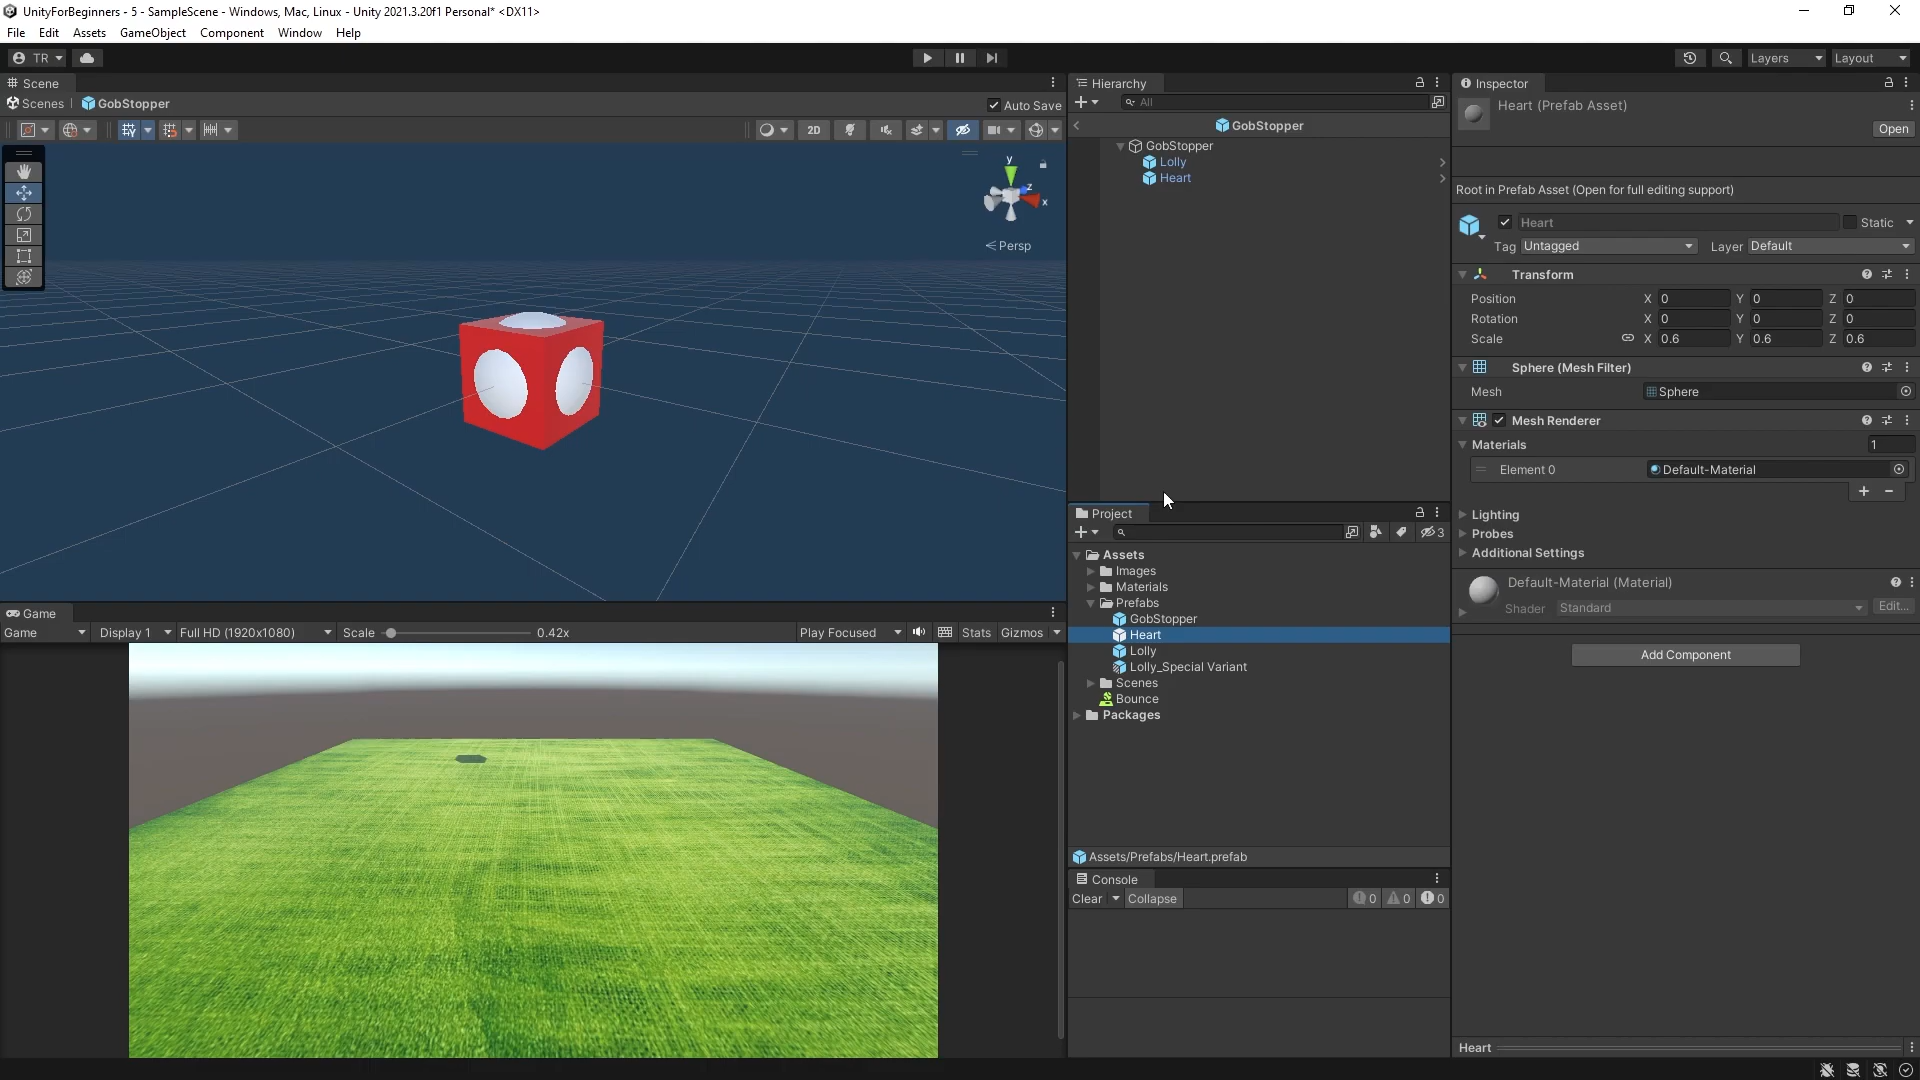 UnityForBeginners - 5 - SampleScene - Windows, Mac, Linux - Unity 2021.3.20f1 Personal* <DX11>
File Edit Assets GameObject Component Window Help
TR
Layers Layout
Scene
Scenes GobStopper
Auto Save
2D
y
z
x
Persp
Game
Game Display 1 Full HD (1920x1080) Scale 0.42x Play Focused Stats Gizmos
Hierarchy
All
GobStopper
GobStopper
Lolly
Heart
Project
3
Assets
Images
Materials
Prefabs
GobStopper
Heart
Lolly
Lolly_Special Variant
Scenes
Bounce
Packages
Assets/Prefabs/Heart.prefab
Console
Clear Collapse 0 0 0
Inspector
Heart (Prefab Asset)
Open
Root in Prefab Asset (Open for full editing support)
Heart Static
Tag Untagged Layer Default
Transform
Position X 0 Y 0 Z 0
Rotation X 0 Y 0 Z 0
Scale X 0.6 Y 0.6 Z 0.6
Sphere (Mesh Filter)
Mesh Sphere
Mesh Renderer
Materials 1
Element 0 Default-Material
Lighting
Probes
Additional Settings
Default-Material (Material)
Shader Standard Edit...
Add Component
Heart